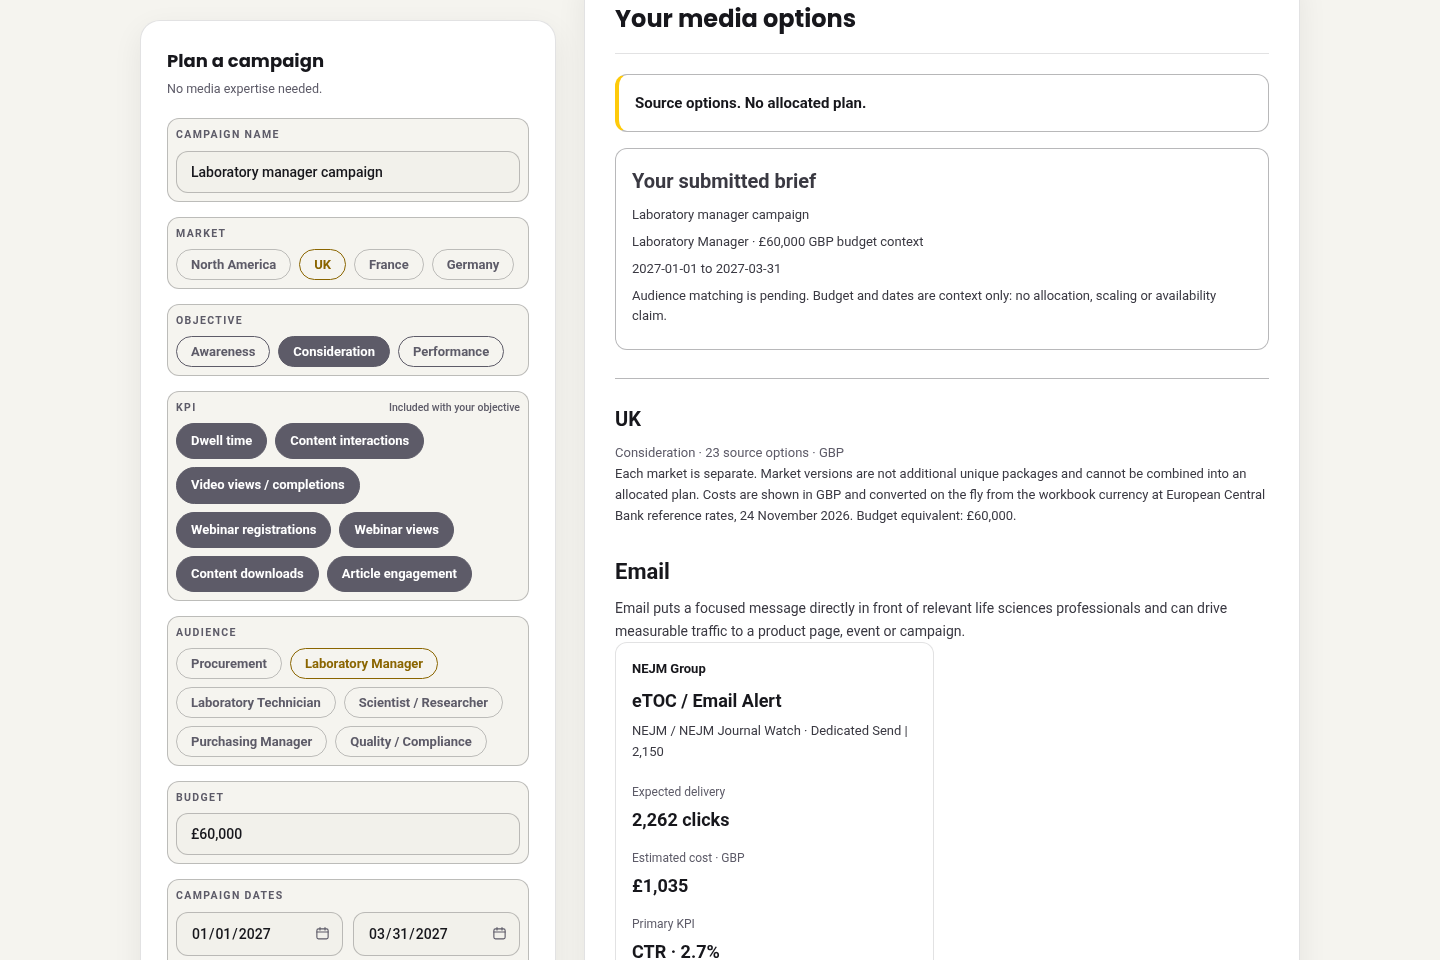 Plan a campaign
No media expertise needed.
CAMPAIGN NAME
Laboratory manager campaign
MARKET
North America
UK
France
Germany
OBJECTIVE
Awareness
Consideration
Performance
KPI
Included with your objective
Dwell time
Content interactions
Video views / completions
Webinar registrations
Webinar views
Content downloads
Article engagement
AUDIENCE
Procurement
Laboratory Manager
Laboratory Technician
Scientist / Researcher
Purchasing Manager
Quality / Compliance
BUDGET
£60,000
CAMPAIGN DATES
01/01/2027
03/31/2027
Your media options
Source options. No allocated plan.
Your submitted brief
Laboratory manager campaign
Laboratory Manager · £60,000 GBP budget context
2027-01-01 to 2027-03-31
Audience matching is pending. Budget and dates are context only: no allocation, scaling or availability
claim.
UK
Consideration · 23 source options · GBP
Each market is separate. Market versions are not additional unique packages and cannot be combined into an
allocated plan. Costs are shown in GBP and converted on the fly from the workbook currency at European Central
Bank reference rates, 24 November 2026. Budget equivalent: £60,000.
Email
Email puts a focused message directly in front of relevant life sciences professionals and can drive
measurable traffic to a product page, event or campaign.
NEJM Group
eTOC / Email Alert
NEJM / NEJM Journal Watch · Dedicated Send |
2,150
Expected delivery
2,262 clicks
Estimated cost · GBP
£1,035
Primary KPI
CTR · 2.7%